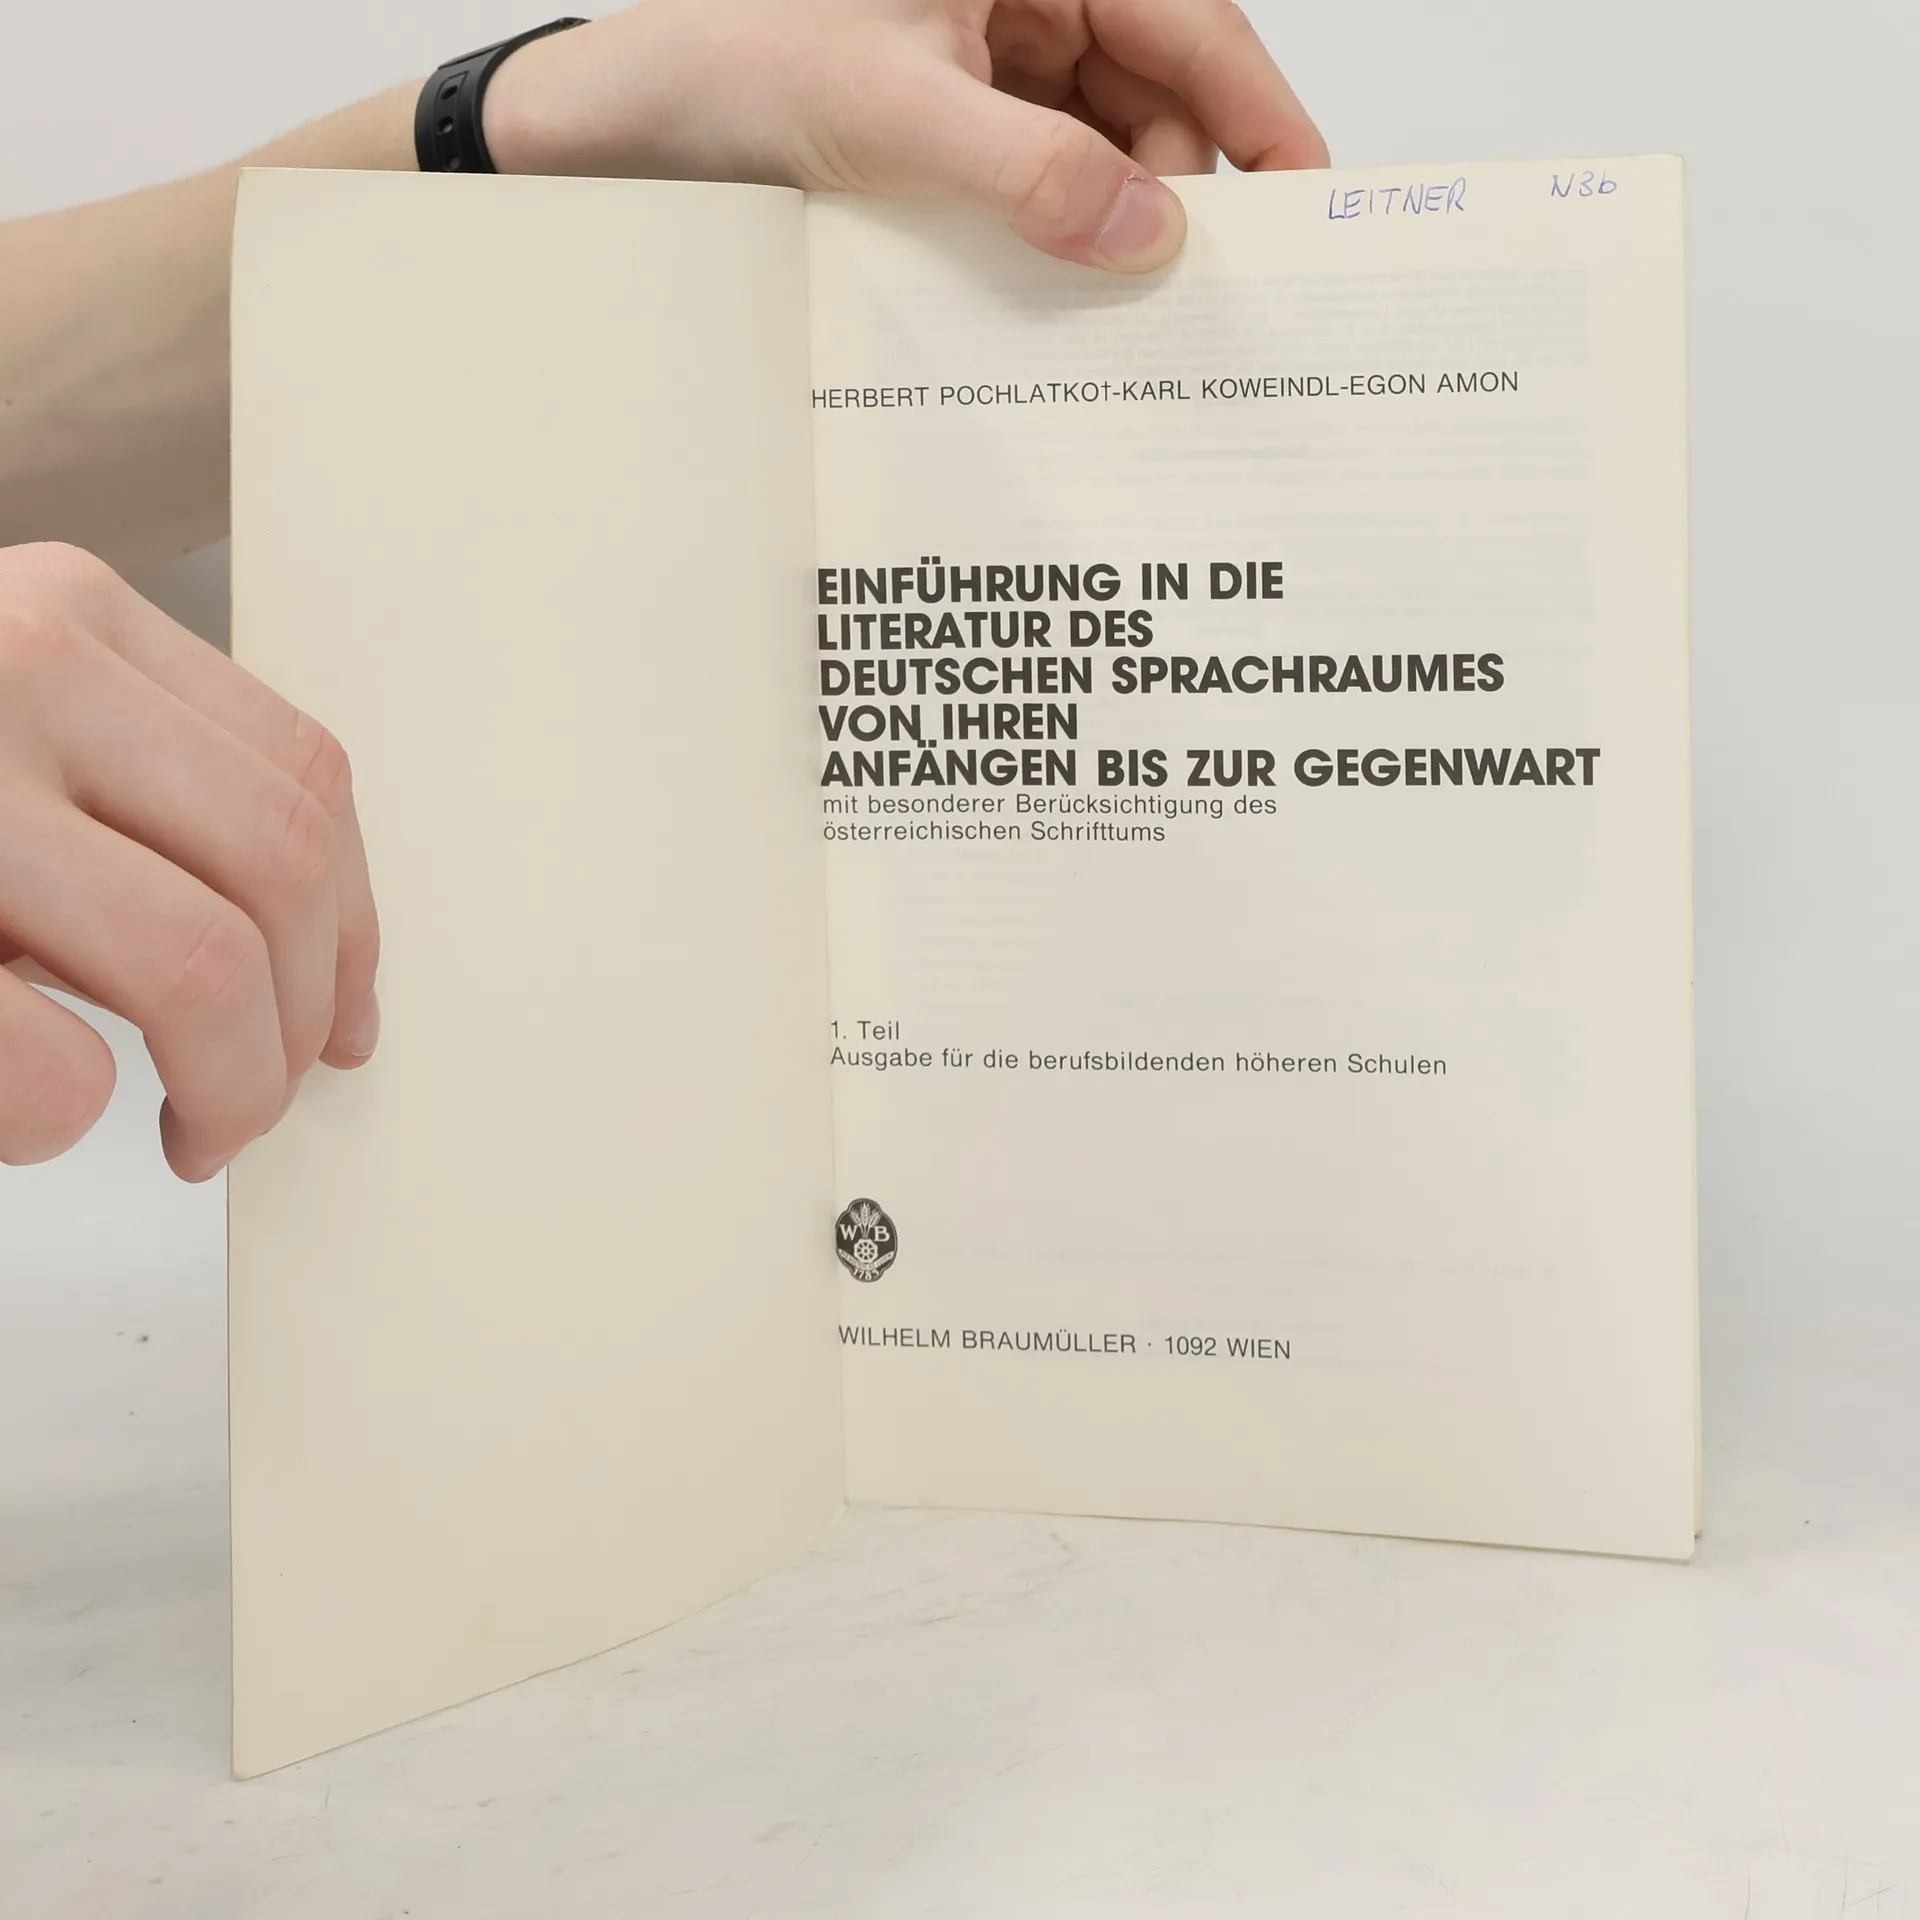 LEITNER N3b
HERBERT POCHLATKO†-KARL KOWEINDL-EGON AMON
EINFÜHRUNG IN DIE
LITERATUR DES
DEUTSCHEN SPRACHRAUMES
VON IHREN
ANFÄNGEN BIS ZUR GEGENWART
mit besonderer Berücksichtigung des
österreichischen Schrifttums
1. Teil
Ausgabe für die berufsbildenden höheren Schulen
W B
1783
WILHELM BRAUMÜLLER · 1092 WIEN